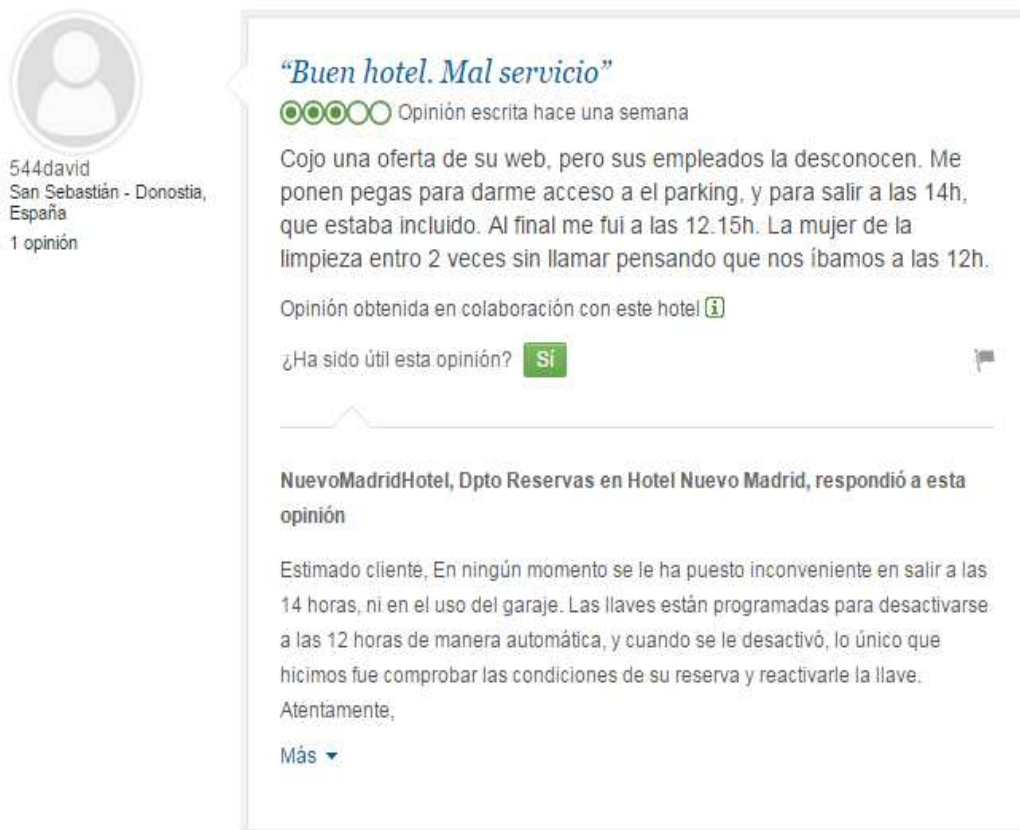 544david
San Sebastián - Donostia,
España
1 opinión
“Buen hotel. Mal servicio”
Opinión escrita hace una semana
Cojo una oferta de su web, pero sus empleados la desconocen. Me
ponen pegas para darme acceso a el parking, y para salir a las 14h,
que estaba incluido. Al final me fui a las 12.15h. La mujer de la
limpieza entro 2 veces sin llamar pensando que nos íbamos a las 12h.
Opinión obtenida en colaboración con este hotel i
¿Ha sido útil esta opinión? Sí
NuevoMadridHotel, Dpto Reservas en Hotel Nuevo Madrid, respondió a esta
opinión
Estimado cliente, En ningún momento se le ha puesto inconveniente en salir a las
14 horas, ni en el uso del garaje. Las llaves están programadas para desactivarse
a las 12 horas de manera automática, y cuando se le desactivó, lo único que
hicimos fue comprobar las condiciones de su reserva y reactivarle la llave.
Atentamente,
Más